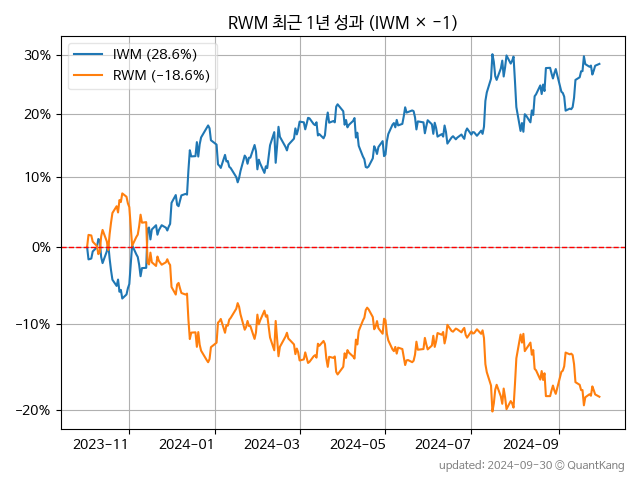 RWM 최근 1년 성과 (IWM × −1)
IWM (28.6%)
RWM (−18.6%)
30%
20%
10%
0%
−10%
−20%
2023−11 2024−01 2024−03 2024−05 2024−07 2024−09
updated: 2024−09−30 © QuantKang